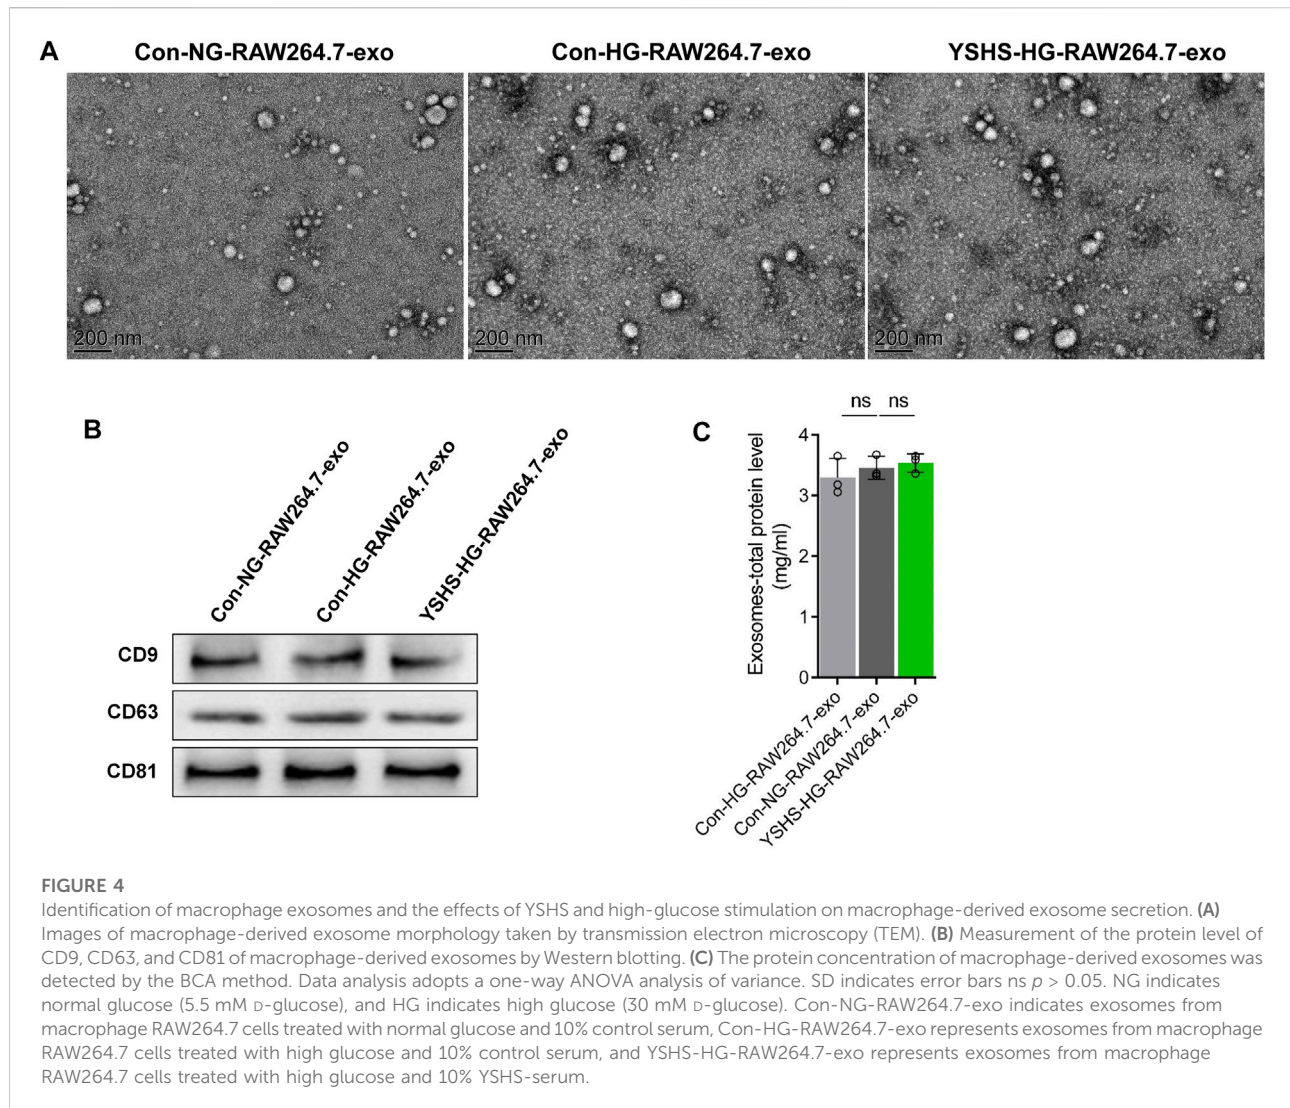 A
Con-NG-RAW264.7-exo
Con-HG-RAW264.7-exo
YSHS-HG-RAW264.7-exo
200 nm
200 nm
200 nm
B
Con-NG-RAW264.7-exo
Con-HG-RAW264.7-exo
YSHS-HG-RAW264.7-exo
CD9
CD63
CD81
C
ns
ns
Exosomes-total protein level
(mg/ml)
4
3
2
1
0
Con-HG-RAW264.7-exo
Con-NG-RAW264.7-exo
YSHS-HG-RAW264.7-exo
FIGURE 4
Identification of macrophage exosomes and the effects of YSHS and high-glucose stimulation on macrophage-derived exosome secretion. (A)
Images of macrophage-derived exosome morphology taken by transmission electron microscopy (TEM). (B) Measurement of the protein level of
CD9, CD63, and CD81 of macrophage-derived exosomes by Western blotting. (C) The protein concentration of macrophage-derived exosomes was
detected by the BCA method. Data analysis adopts a one-way ANOVA analysis of variance. SD indicates error bars ns p > 0.05. NG indicates
normal glucose (5.5 mM D-glucose), and HG indicates high glucose (30 mM D-glucose). Con-NG-RAW264.7-exo indicates exosomes from
macrophage RAW264.7 cells treated with normal glucose and 10% control serum, Con-HG-RAW264.7-exo represents exosomes from macrophage
RAW264.7 cells treated with high glucose and 10% control serum, and YSHS-HG-RAW264.7-exo represents exosomes from macrophage
RAW264.7 cells treated with high glucose and 10% YSHS-serum.